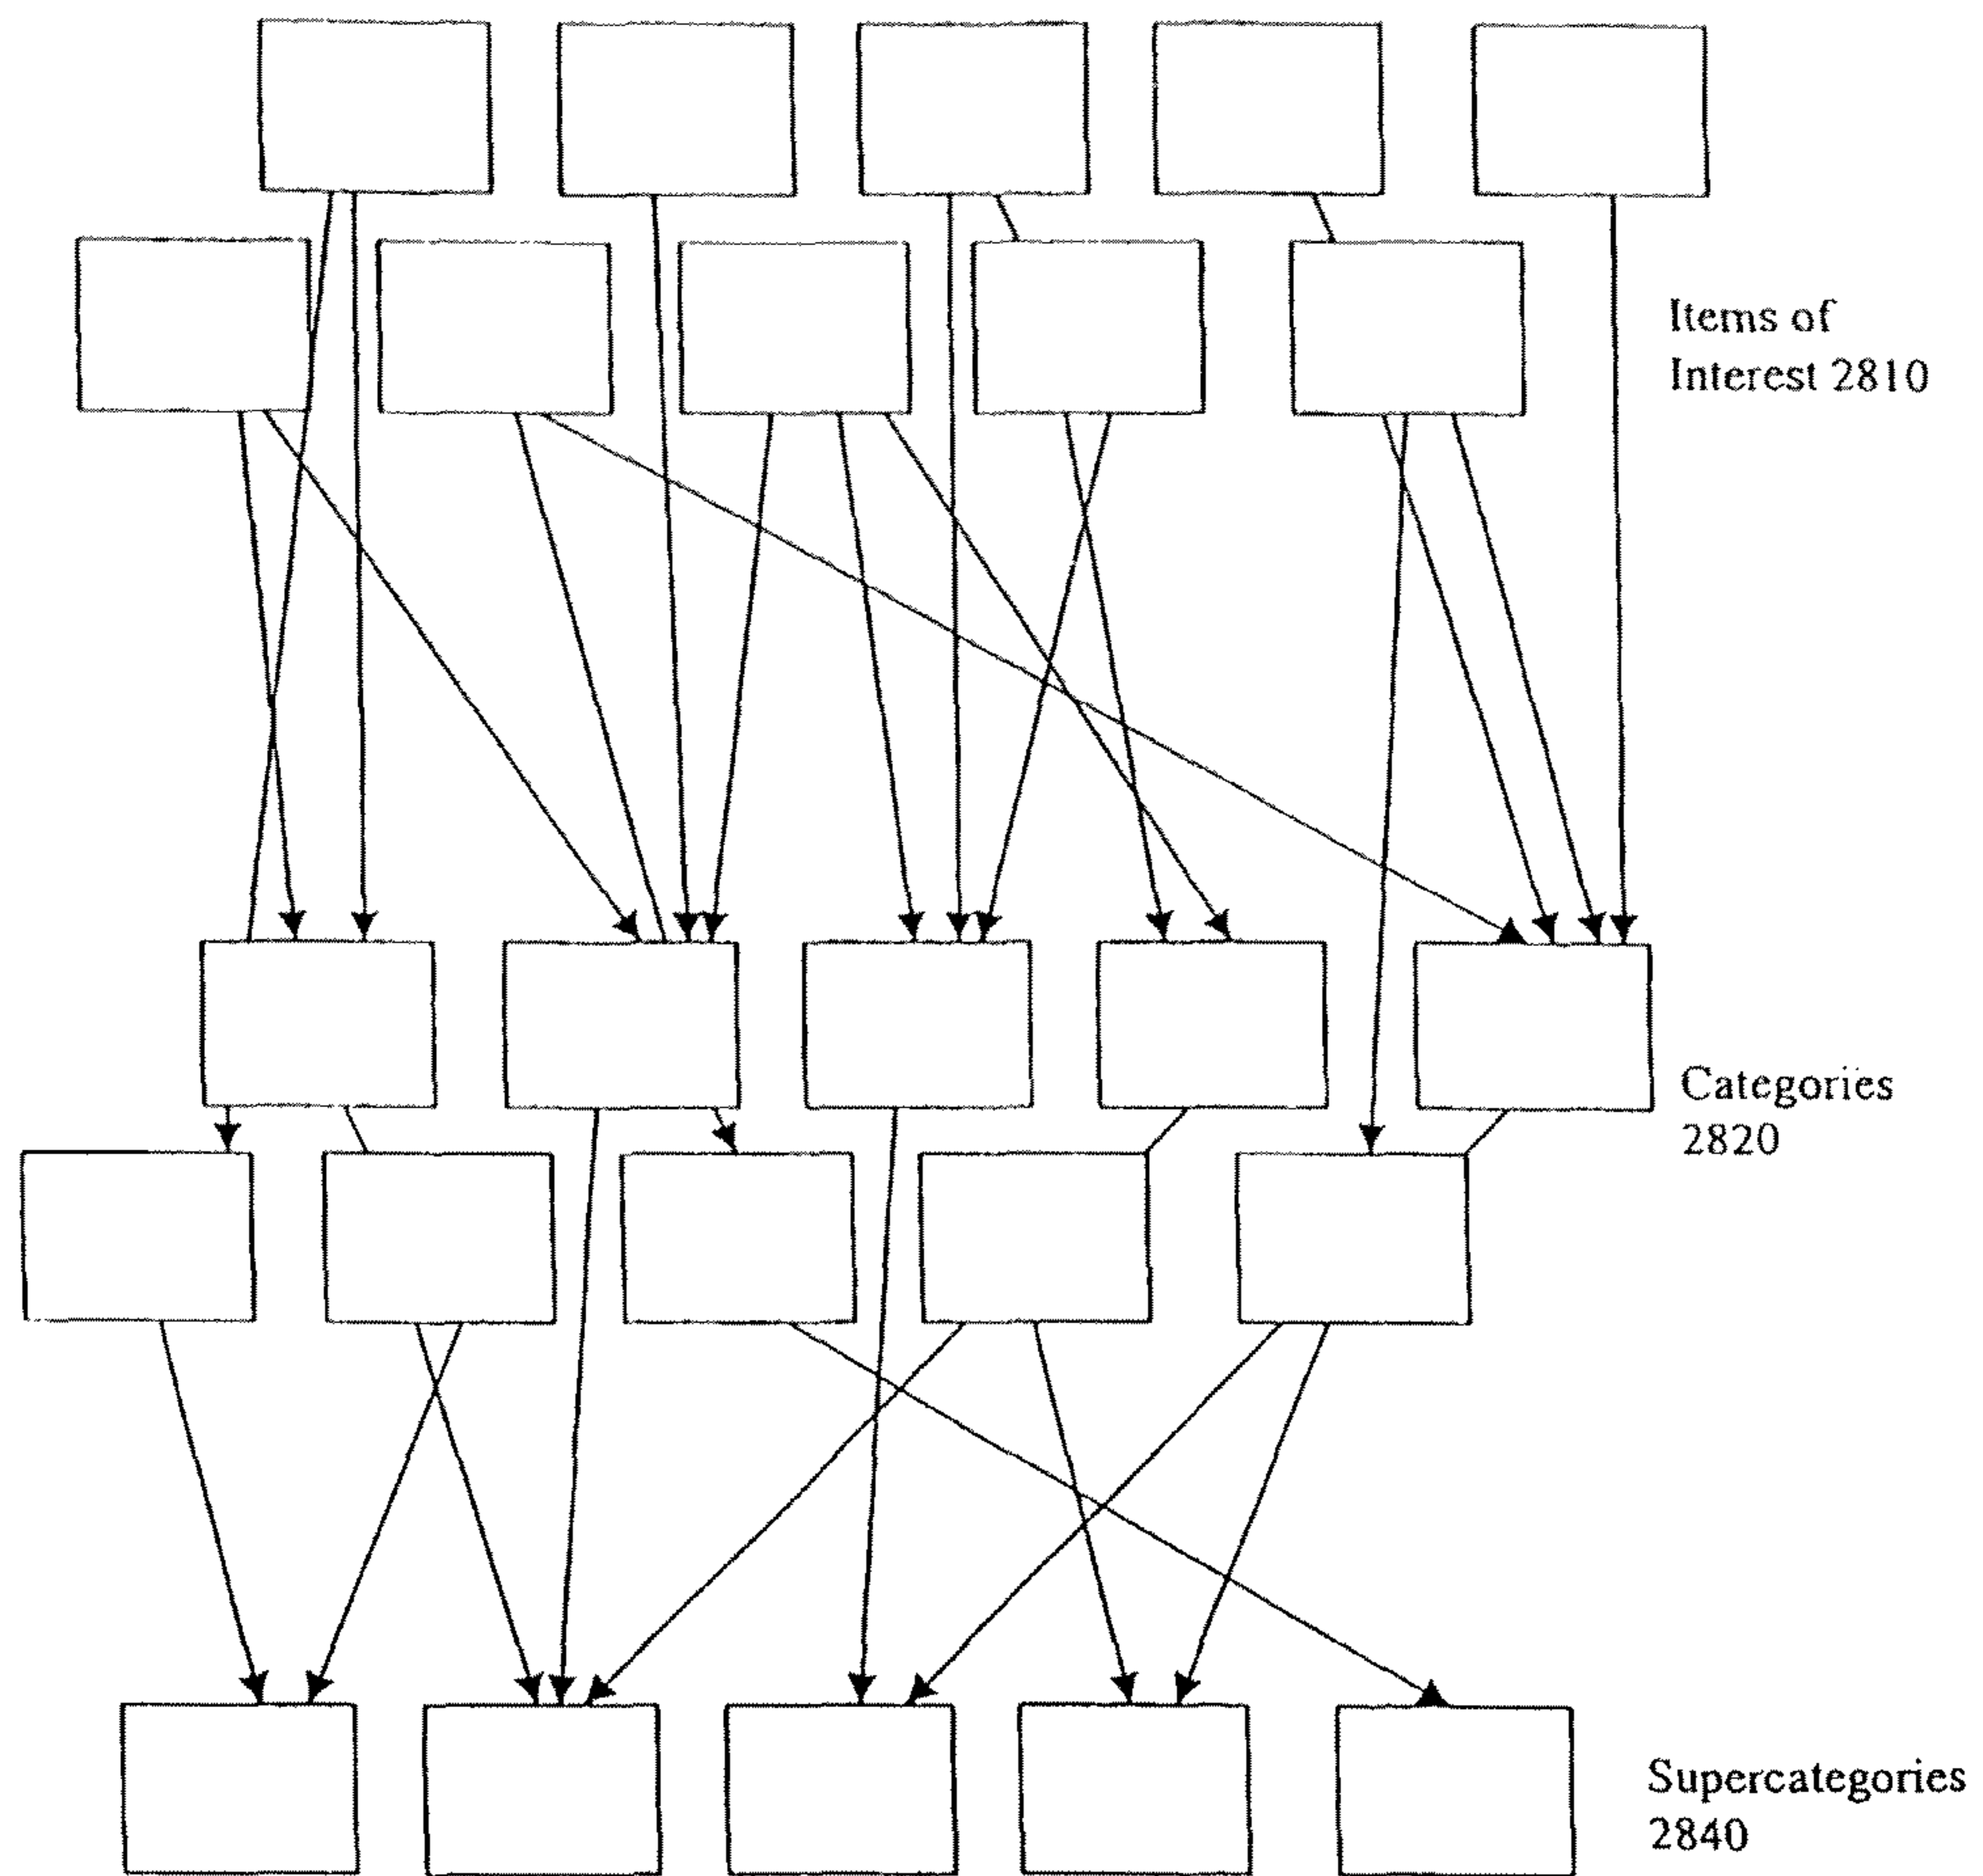 Items of
Interest 2810
Categories
2820
Supercategories
2840